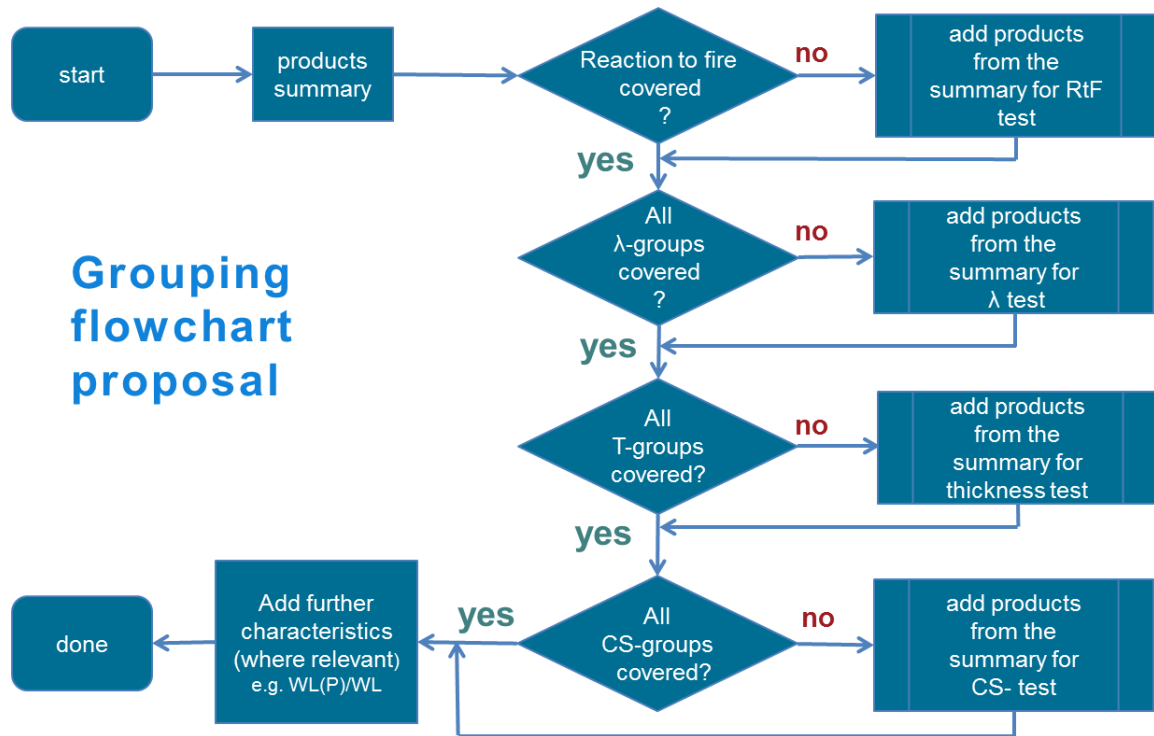 start
products
summary
Reaction to fire
covered
?
no
add products
from the
summary for RtF
test
yes
All
λ-groups
covered
?
no
add products
from the
summary for
λ test
Grouping
flowchart
proposal
yes
All
T-groups
covered?
no
add products
from the
summary for
thickness test
yes
All
CS-groups
covered?
no
add products
from the
summary for
CS- test
yes
Add further
characteristics
(where relevant)
e.g. WL(P)/WL
done